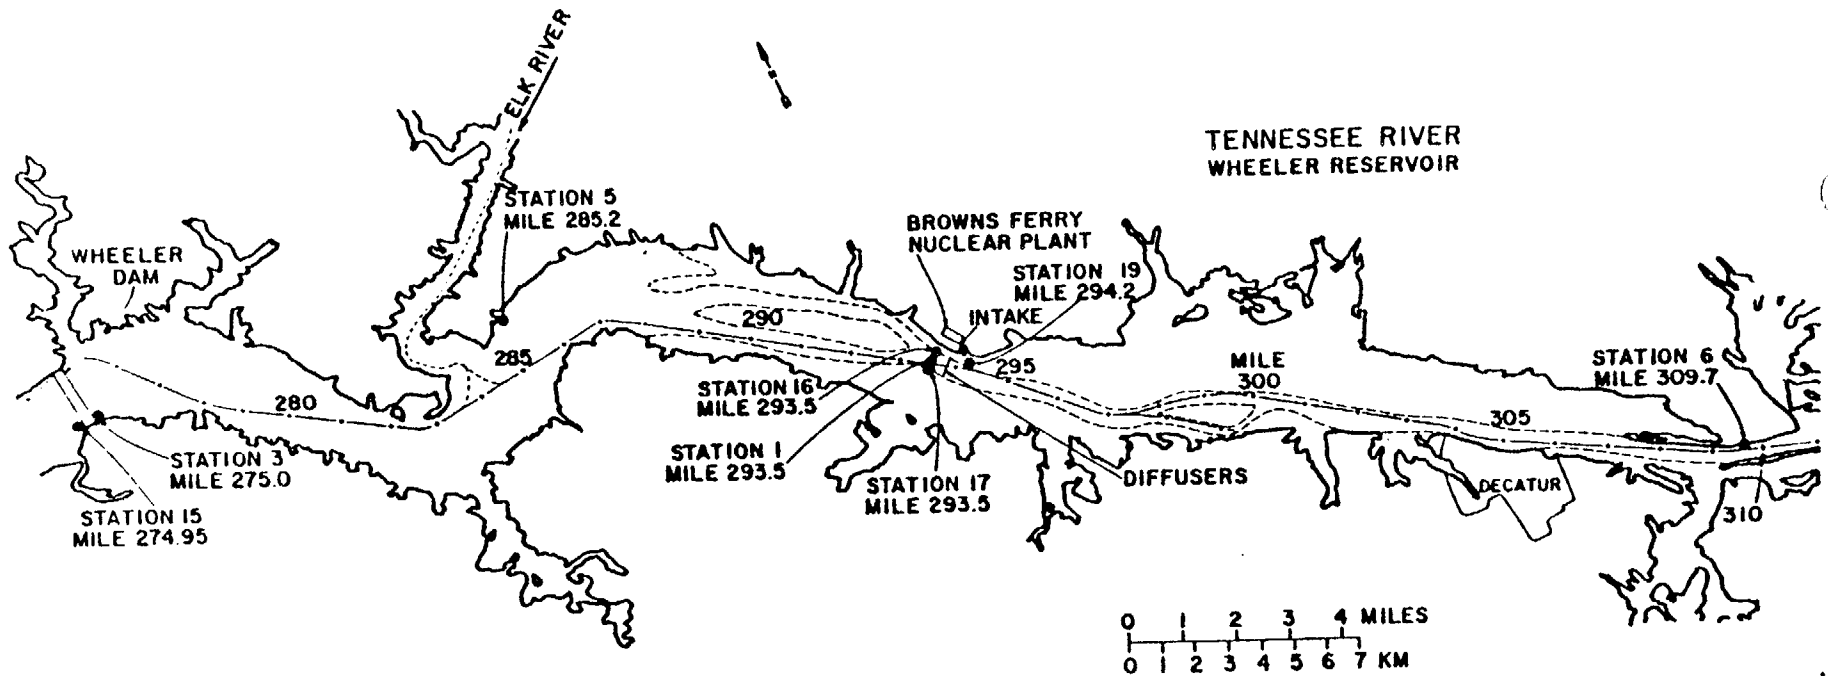 ELK RIVER
TENNESSEE RIVER
WHEELER RESERVOIR
STATION 5
MILE 285.2
BROWNS FERRY
NUCLEAR PLANT
WHEELER
DAM
STATION 19
MILE 294.2
INTAKE
290
285
295
MILE
300
STATION 6
MILE 309.7
STATION 16
MILE 293.5
280
305
STATION 1
MILE 293.5
STATION 3
MILE 275.0
DIFFUSERS
STATION 17
MILE 293.5
DECATUR
310
STATION 15
MILE 274.95
0 1 2 3 4 MILES
0 1 2 3 4 5 6 7 KM